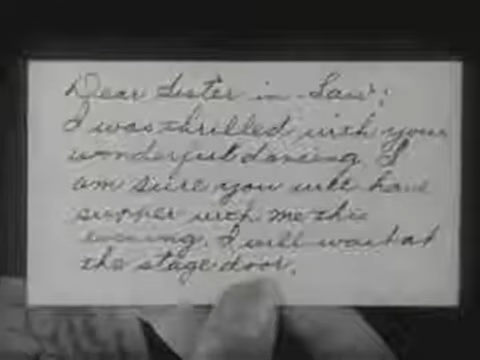 Dear Sister in-Law:
I was thrilled with your
wonderful dancing. I
am sure you will have
supper with me this
evening. I will wait at
the stage door.